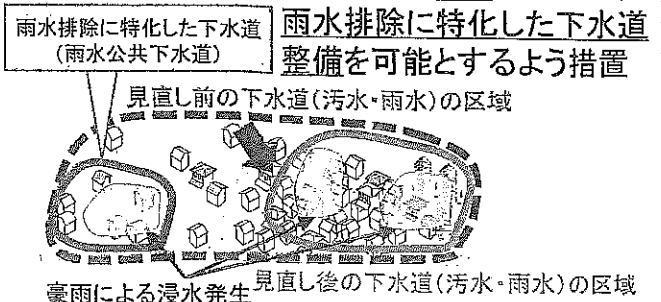 雨水排除に特化した下水道
(雨水公共下水道)
雨水排除に特化した下水道
整備を可能とするよう措置
見直し前の下水道(汚水・雨水)の区域
豪雨による浸水発生
見直し後の下水道(汚水・雨水)の区域